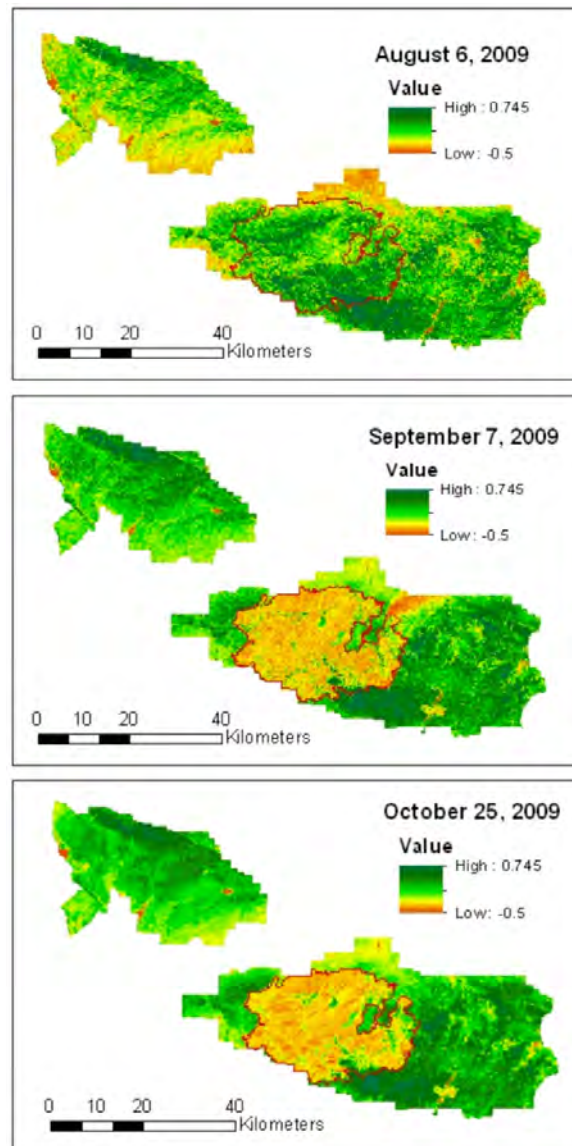 August 6, 2009
Value
High : 0.745
Low : -0.5
0 10 20 40
Kilometers
September 7, 2009
Value
High : 0.745
Low : -0.5
0 10 20 40
Kilometers
October 25, 2009
Value
High : 0.745
Low : -0.5
0 10 20 40
Kilometers